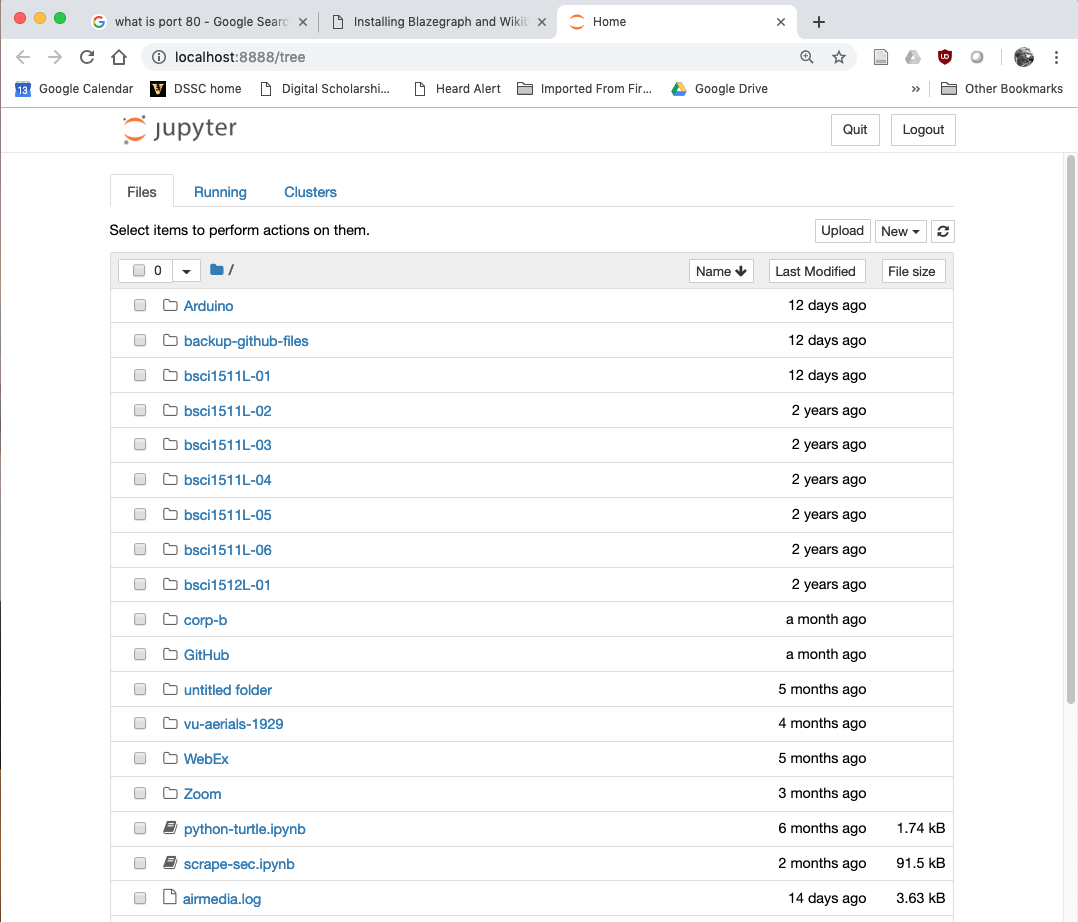 what is port 80 - Google Searc
Installing Blazegraph and Wikib
Home
localhost:8888/tree
13 Google Calendar
V DSSC home
Digital Scholarshi...
Heard Alert
Imported From Fir...
Google Drive
»
Other Bookmarks
jupyter
Quit
Logout
Files
Running
Clusters
Select items to perform actions on them.
Upload
New
0
/
Name
Last Modified
File size
Arduino 12 days ago
backup-github-files 12 days ago
bsci1511L-01 12 days ago
bsci1511L-02 2 years ago
bsci1511L-03 2 years ago
bsci1511L-04 2 years ago
bsci1511L-05 2 years ago
bsci1511L-06 2 years ago
bsci1512L-01 2 years ago
corp-b a month ago
GitHub a month ago
untitled folder 5 months ago
vu-aerials-1929 4 months ago
WebEx 5 months ago
Zoom 3 months ago
python-turtle.ipynb 6 months ago 1.74 kB
scrape-sec.ipynb 2 months ago 91.5 kB
airmedia.log 14 days ago 3.63 kB